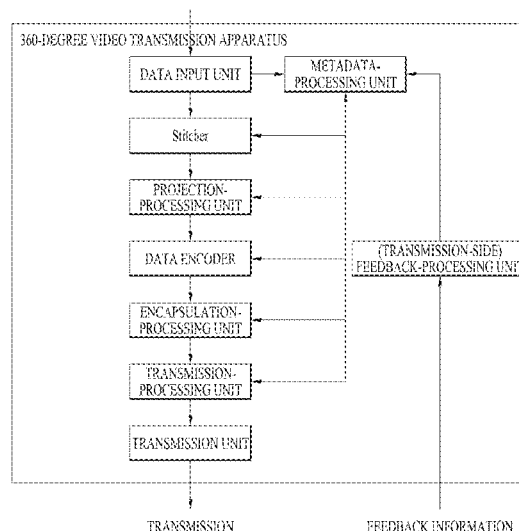 360-DEGREE VIDEO TRANSMISSION APPARATUS
DATA INPUT UNIT
METADATA-
PROCESSING UNIT
Stitcher
PROJECTION-
PROCESSING UNIT
DATA ENCODER
(TRANSMISSION-SIDE)
FEEDBACK-PROCESSING UNIT
ENCAPSULATION-
PROCESSING UNIT
TRANSMISSION-
PROCESSING UNIT
TRANSMISSION UNIT
TRANSMISSION
FEEDBACK INFORMATION